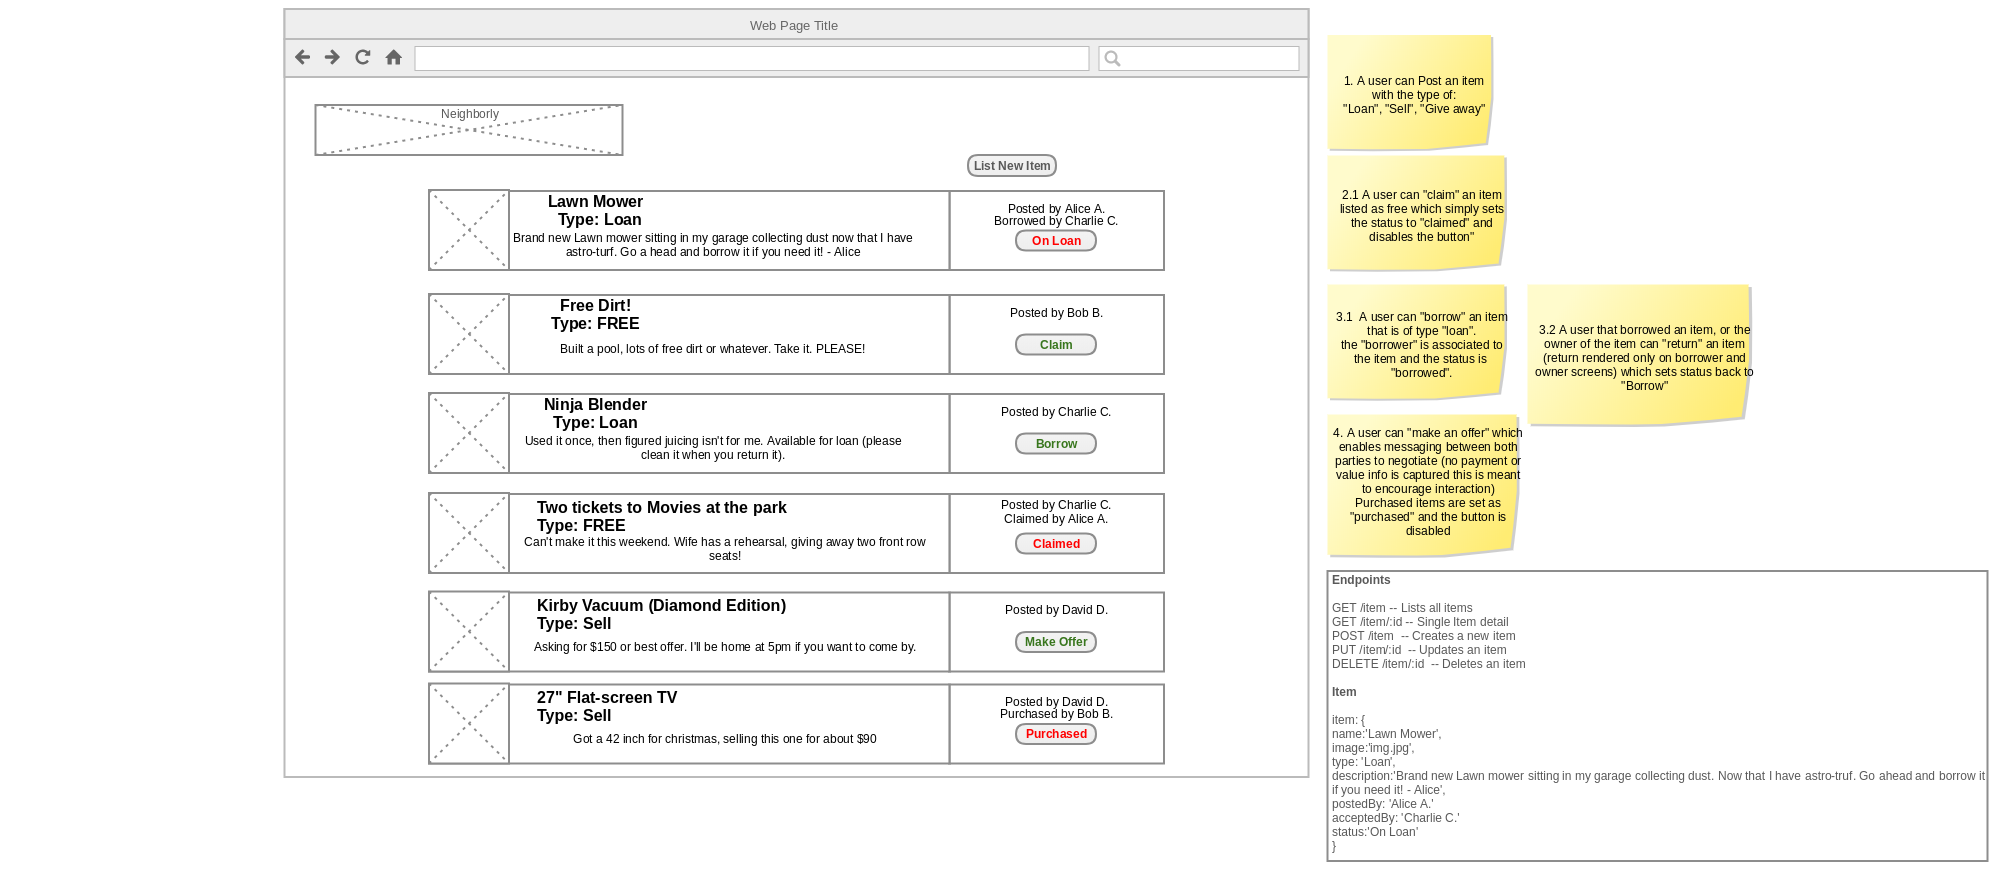 Web Page Title
Neighborly
List New Item
Lawn Mower
Type: Loan
Brand new Lawn mower sitting in my garage collecting dust now that I have
astro-turf. Go a head and borrow it if you need it! - Alice
Posted by Alice A.
Borrowed by Charlie C.
On Loan
Free Dirt!
Type: FREE
Built a pool, lots of free dirt or whatever. Take it. PLEASE!
Posted by Bob B.
Claim
Ninja Blender
Type: Loan
Used it once, then figured juicing isn't for me. Available for loan (please
clean it when you return it).
Posted by Charlie C.
Borrow
Two tickets to Movies at the park
Type: FREE
Can't make it this weekend. Wife has a rehearsal, giving away two front row
seats!
Posted by Charlie C.
Claimed by Alice A.
Claimed
Kirby Vacuum (Diamond Edition)
Type: Sell
Asking for $150 or best offer. I'll be home at 5pm if you want to come by.
Posted by David D.
Make Offer
27" Flat-screen TV
Type: Sell
Got a 42 inch for christmas, selling this one for about $90
Posted by David D.
Purchased by Bob B.
Purchased
1. A user can Post an item
with the type of:
"Loan", "Sell", "Give away"
2.1 A user can "claim" an item
listed as free which simply sets
the status to "claimed" and
disables the button"
3.1  A user can "borrow" an item
that is of type "loan".
the "borrower" is associated to
the item and the status is
"borrowed".
3.2 A user that borrowed an item, or the
owner of the item can "return" an item
(return rendered only on borrower and
owner screens) which sets status back to
"Borrow"
4. A user can "make an offer" which
enables messaging between both
parties to negotiate (no payment or
value info is captured this is meant
to encourage interaction)
Purchased items are set as
"purchased" and the button is
disabled
Endpoints
GET /item -- Lists all items
GET /item/:id -- Single Item detail
POST /item  -- Creates a new item
PUT /item/:id  -- Updates an item
DELETE /item/:id  -- Deletes an item
Item
item: {
name:'Lawn Mower',
image:'img.jpg',
type: 'Loan',
description:'Brand new Lawn mower sitting in my garage collecting dust. Now that I have astro-truf. Go ahead and borrow it
if you need it! - Alice',
postedBy: 'Alice A.'
acceptedBy: 'Charlie C.'
status:'On Loan'
}